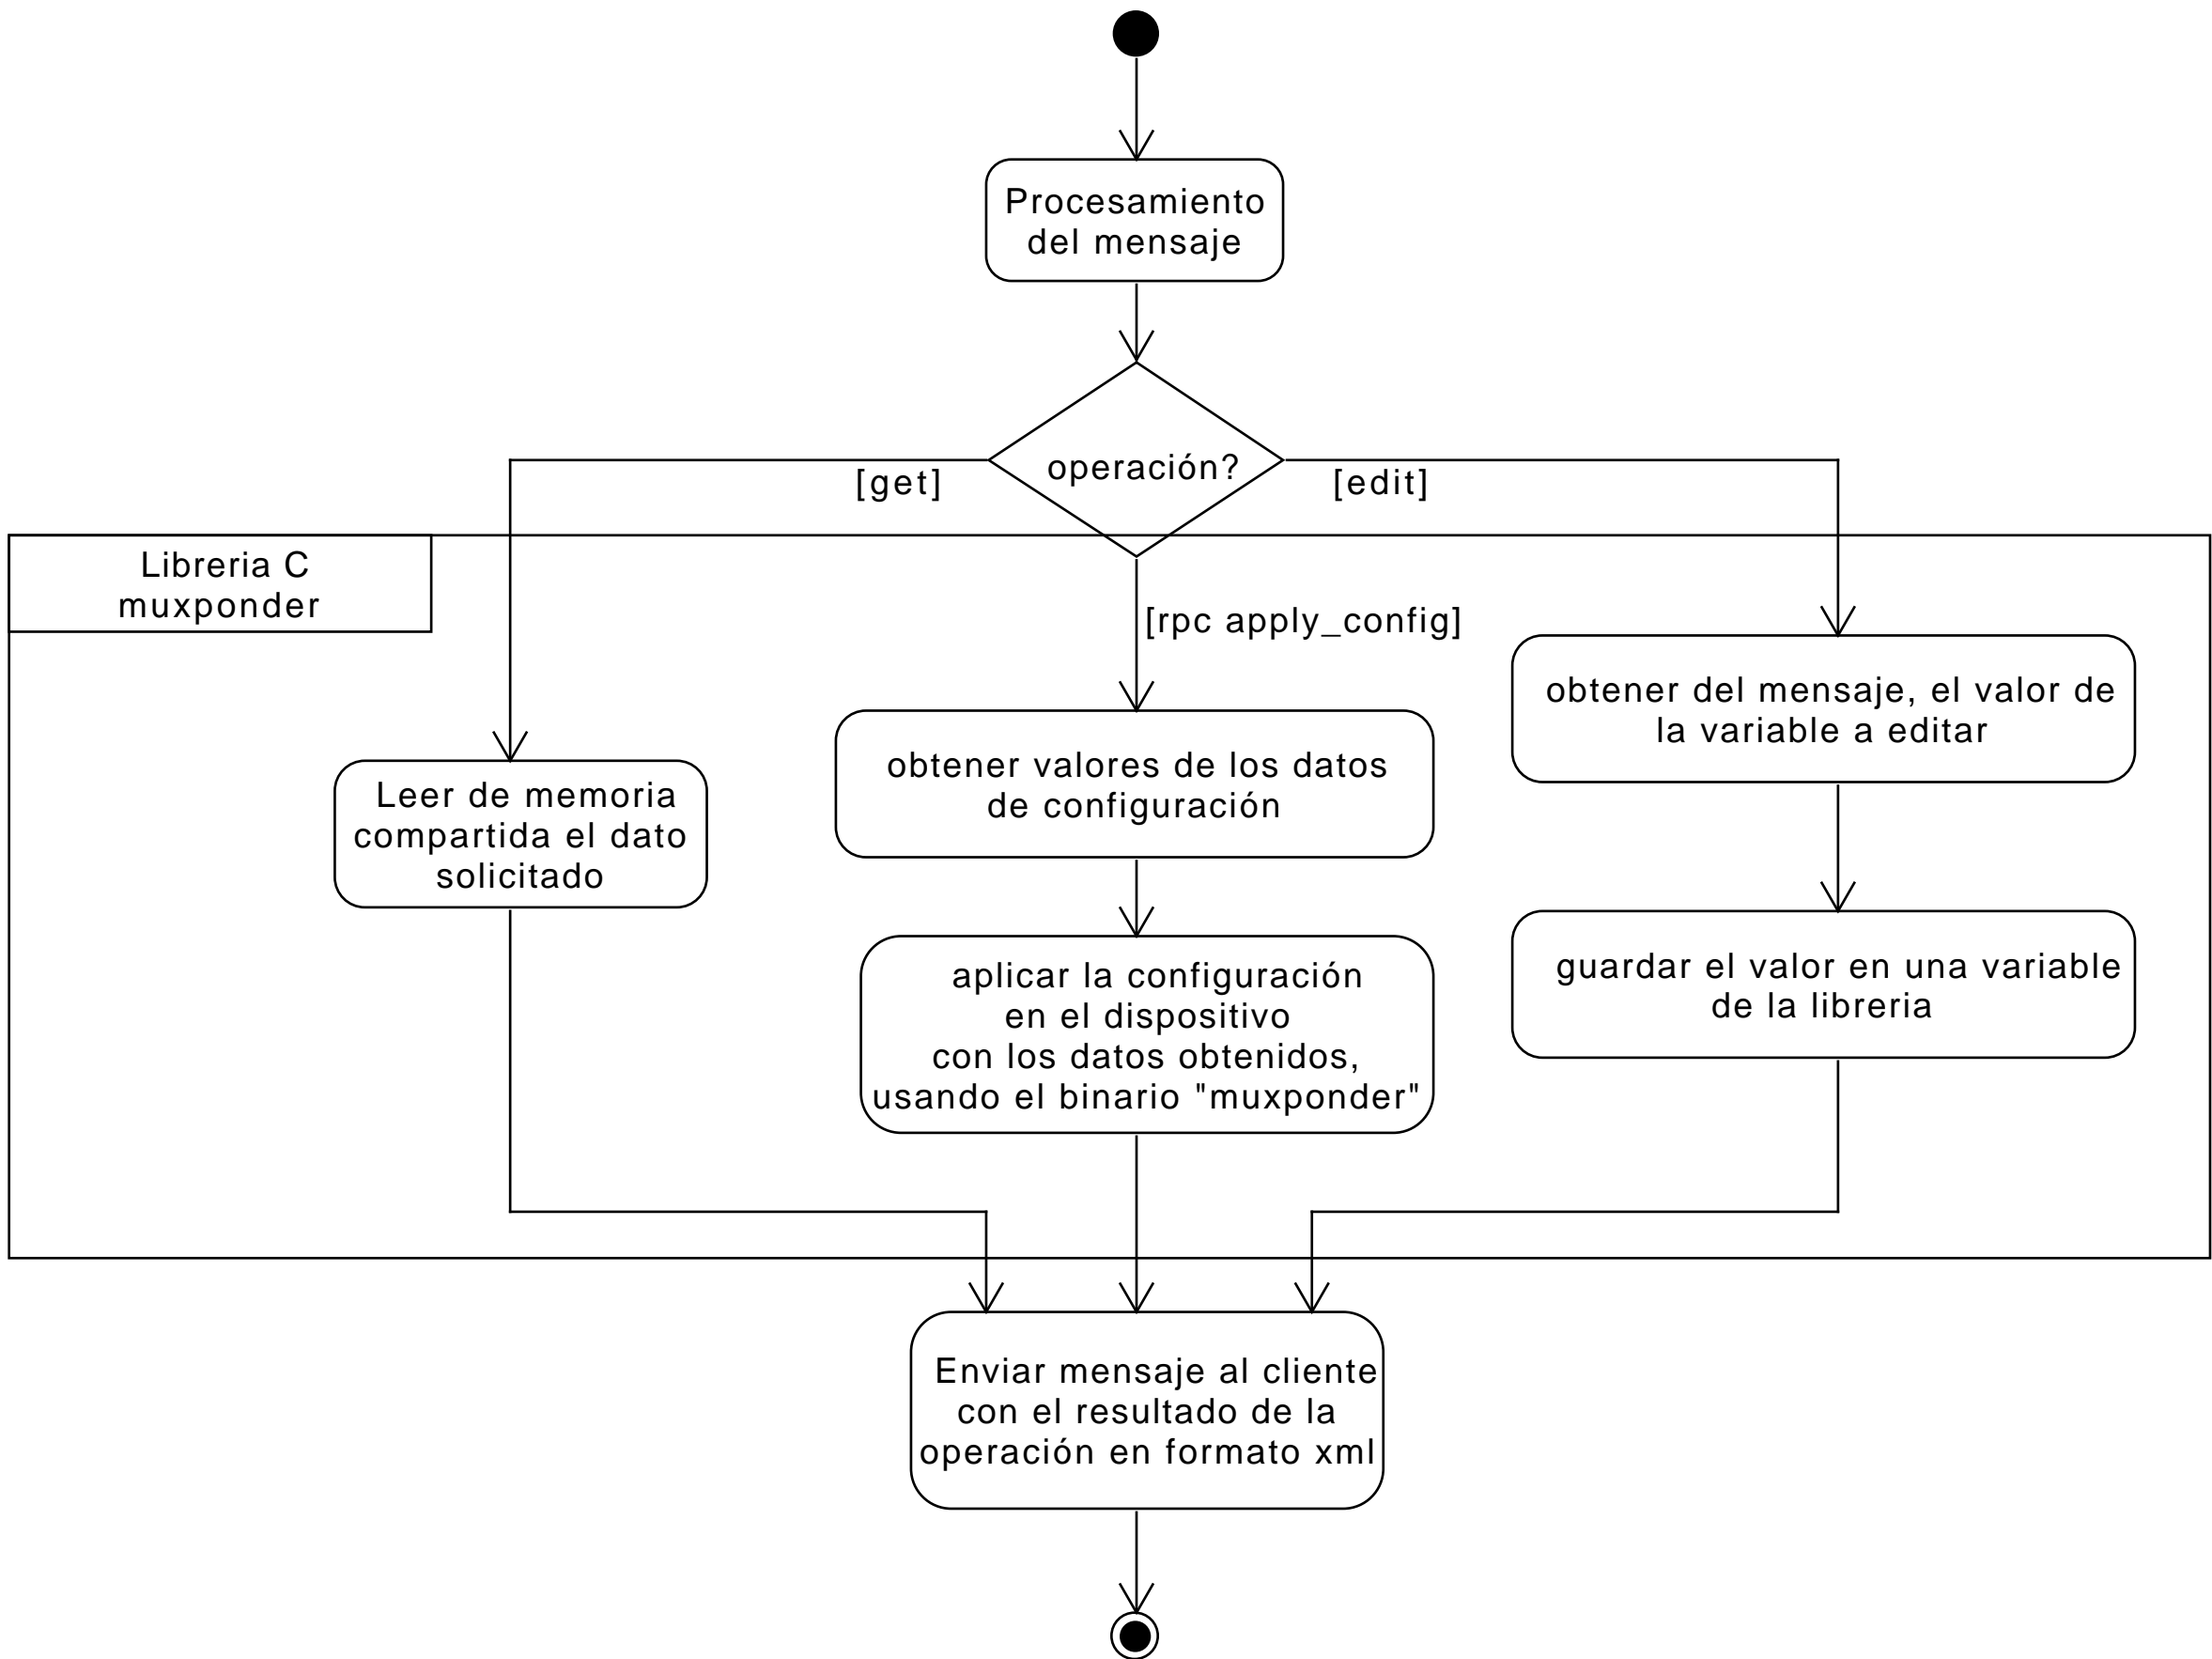 Procesamiento
del mensaje
operación?
[get]
[edit]
Libreria C
muxponder
[rpc apply_config]
obtener del mensaje, el valor de
la variable a editar
obtener valores de los datos
de configuración
Leer de memoria
compartida el dato
solicitado
guardar el valor en una variable
de la libreria
aplicar la configuración
en el dispositivo
con los datos obtenidos,
usando el binario "muxponder"
Enviar mensaje al cliente
con el resultado de la
operación en formato xml